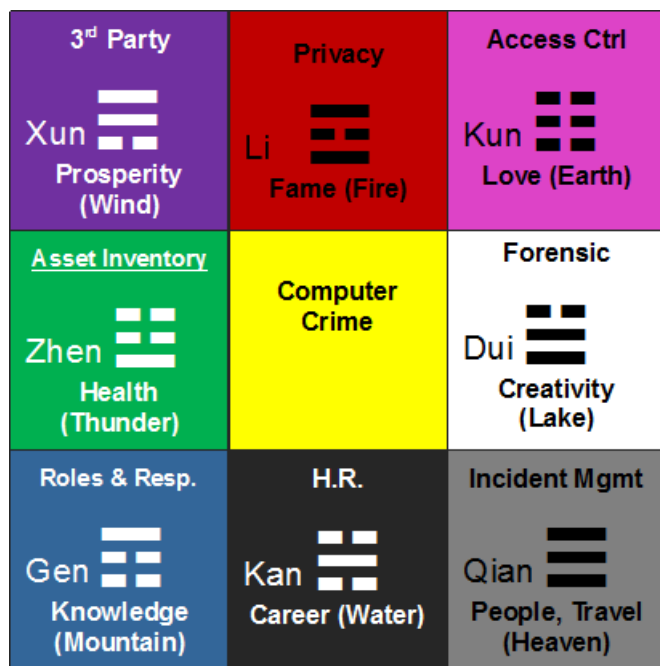 3rd Party
Xun
Prosperity
(Wind)
Privacy
Li
Fame (Fire)
Access Ctrl
Kun
Love (Earth)
Asset Inventory
Zhen
Health
(Thunder)
Computer
Crime
Forensic
Dui
Creativity
(Lake)
Roles & Resp.
Gen
Knowledge
(Mountain)
H.R.
Kan
Career (Water)
Incident Mgmt
Qian
People, Travel
(Heaven)